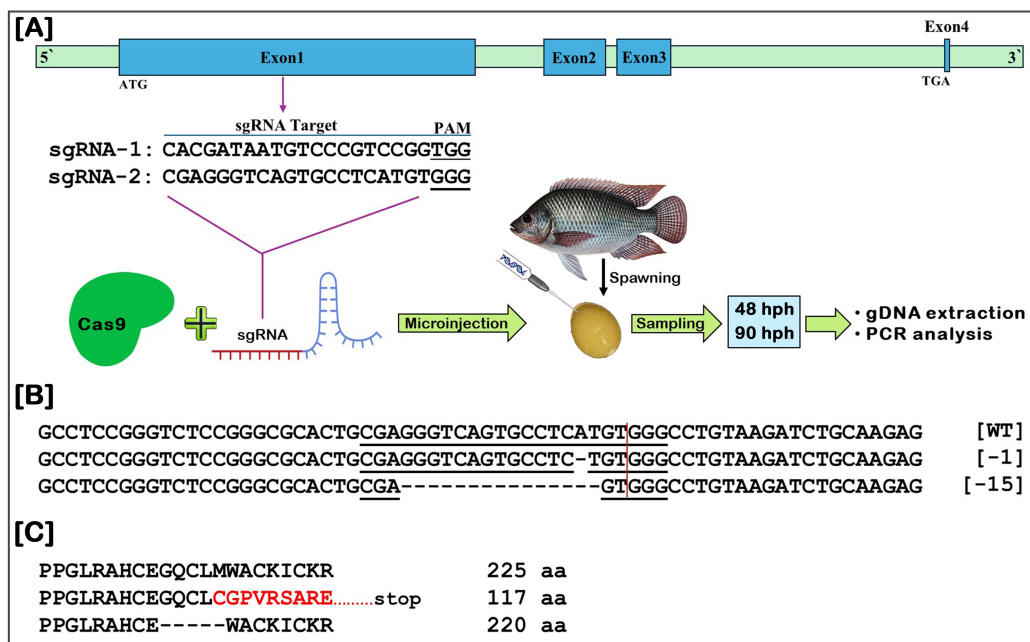 [A]
Exon4
5`
Exon1
Exon2
Exon3
3`
ATG
TGA
sgRNA Target
PAM
sgRNA-1: CACGATAATGTCCCGTCCGGTGG
sgRNA-2: CGAGGGTCAGTGCCTCATGTGGG
Spawning
Cas9
sgRNA
Microinjection
Sampling
48 hph
90 hph
• gDNA extraction
• PCR analysis
[B]
GCCTCCGGGTCTCCGGGCGCACTGCGAGGGTCAGTGCCTCATGTGGGCCTGTAAGATCTGCAAGAG [WT]
GCCTCCGGGTCTCCGGGCGCACTGCGAGGGTCAGTGCCTC-TGTGGGCCTGTAAGATCTGCAAGAG [-1]
GCCTCCGGGTCTCCGGGCGCACTGCGA---------------GTGGGCCTGTAAGATCTGCAAGAG [-15]
[C]
PPGLRAHCEGQCLMWACKICKR 225 aa
PPGLRAHCEGQCLCGPVRSARE.........stop 117 aa
PPGLRAHCE-----WACKICKR 220 aa